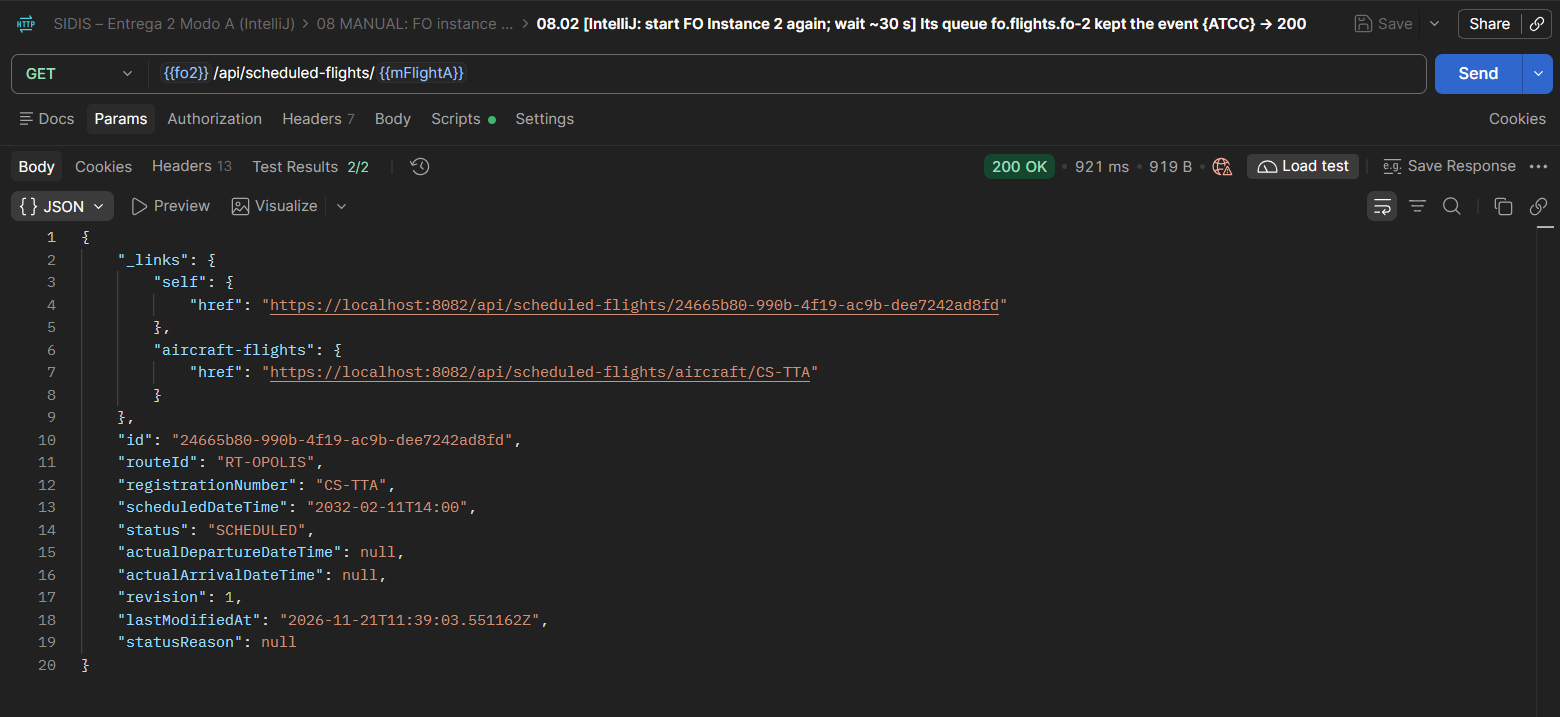 HTTP SIDIS – Entrega 2 Modo A (IntelliJ) > 08 MANUAL: FO instance ... > 08.02 [IntelliJ: start FO Instance 2 again; wait ~30 s] Its queue fo.flights.fo-2 kept the event {ATCC} → 200 Save Share
GET {{fo2}} /api/scheduled-flights/ {{mFlightA}} Send
Docs Params Authorization Headers 7 Body Scripts Settings Cookies
Body Cookies Headers 13 Test Results 2/2 200 OK • 921 ms • 919 B • Load test e.g. Save Response
{} JSON Preview Visualize
1 {
2 "_links": {
3 "self": {
4 "href": "https://localhost:8082/api/scheduled-flights/24665b80-990b-4f19-ac9b-dee7242ad8fd"
5 },
6 "aircraft-flights": {
7 "href": "https://localhost:8082/api/scheduled-flights/aircraft/CS-TTA"
8 }
9 },
10 "id": "24665b80-990b-4f19-ac9b-dee7242ad8fd",
11 "routeId": "RT-OPOLIS",
12 "registrationNumber": "CS-TTA",
13 "scheduledDateTime": "2032-02-11T14:00",
14 "status": "SCHEDULED",
15 "actualDepartureDateTime": null,
16 "actualArrivalDateTime": null,
17 "revision": 1,
18 "lastModifiedAt": "2026-11-21T11:39:03.551162Z",
19 "statusReason": null
20 }